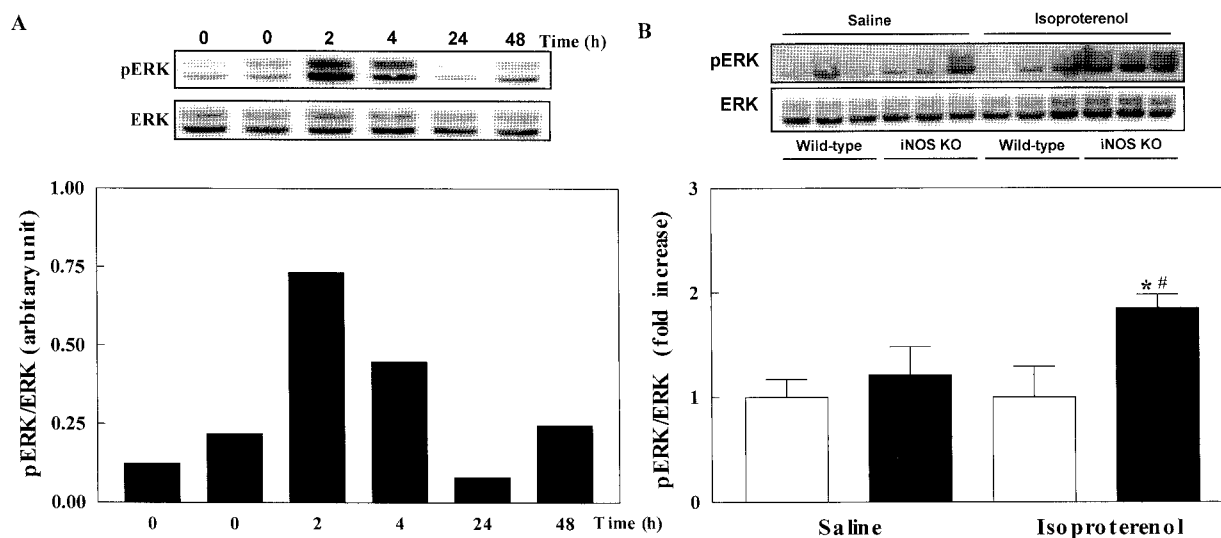 A
0 0 2 4 24 48 Time (h)
pERK
ERK
1.00
0.75
0.50
0.25
0.00
pERK/ERK (arbitary unit)
0 0 2 4 24 48 Time (h)
B
Saline Isoproterenol
pERK
ERK
Wild-type iNOS KO Wild-type iNOS KO
3
2
1
0
pERK/ERK (fold increase)
* #
Saline Isoproterenol